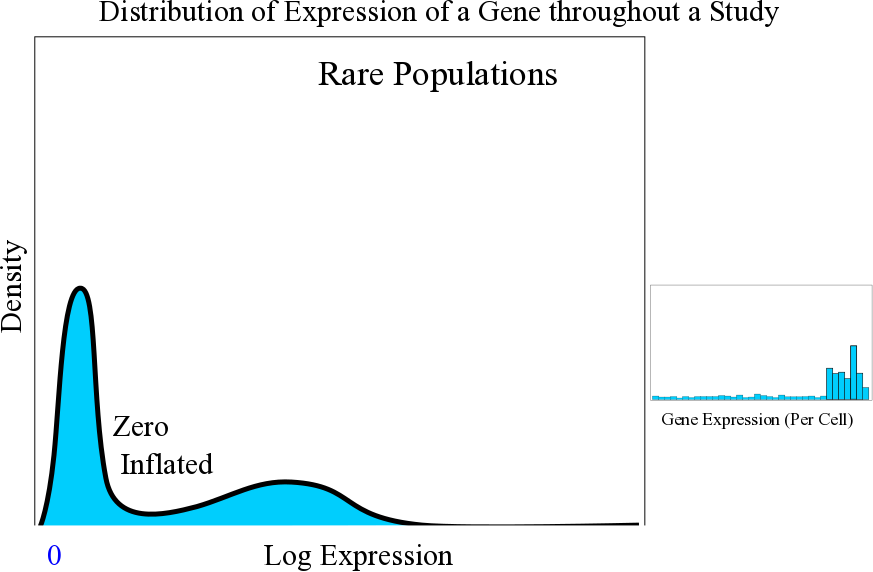 Distribution of Expression of a Gene throughout a Study
Rare Populations
Density
Zero
Inflated
0
Log Expression
Gene Expression (Per Cell)